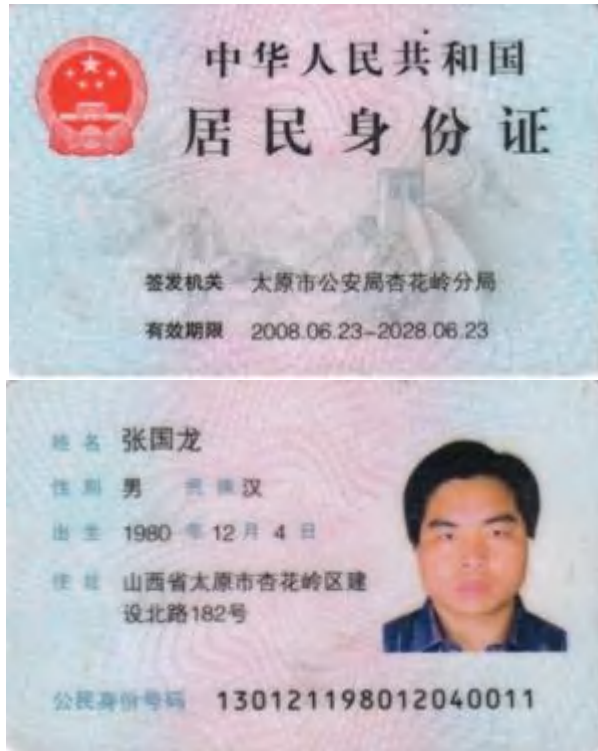 中华人民共和国
居民身份证
签发机关 太原市公安局杏花岭分局
有效期限 2008.06.23-2028.06.23
姓名 张国龙
性别 男 民族 汉
出生 1980 年 12 月 4 日
住址 山西省太原市杏花岭区建
设北路182号
公民身份号码 130121198012040011